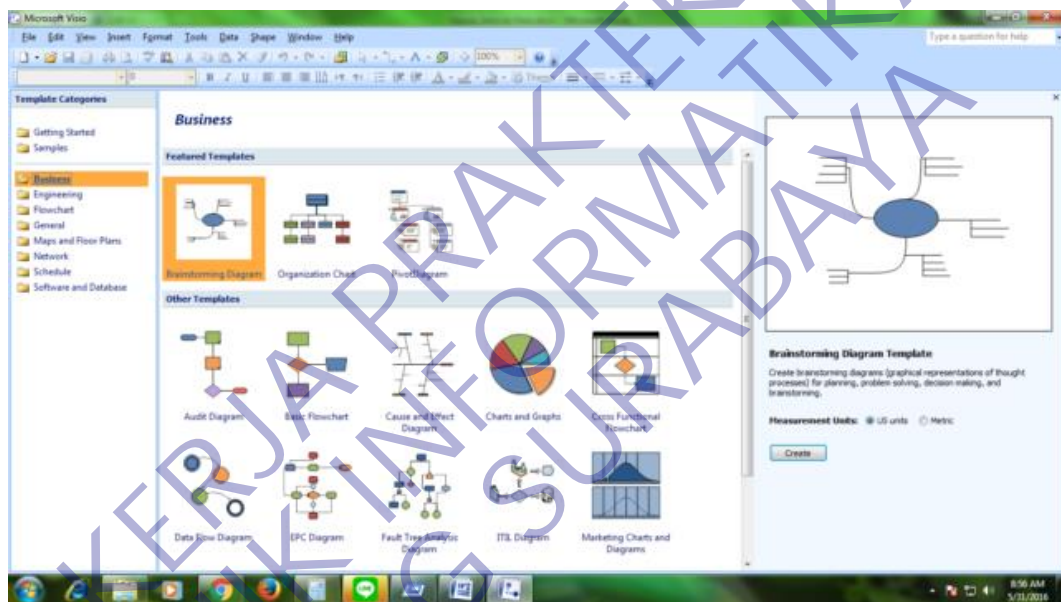 Microsoft Visio
File Edit View Insert Format Tools Data Shape Window Help
Type a question for help
100%
Template Categories
Getting Started
Samples
Business
Engineering
Flowchart
General
Maps and Floor Plans
Network
Schedule
Software and Database
Business
Featured Templates
Brainstorming Diagram
Organization Chart
PivotDiagram
Other Templates
Audit Diagram
Basic Flowchart
Cause and Effect
Diagram
Charts and Graphs
Cross Functional
Flowchart
Data Flow Diagram
EPC Diagram
Fault Tree Analysis
Diagram
ITIL Diagram
Marketing Charts and
Diagrams
Brainstorming Diagram Template
Create brainstorming diagrams (graphical representations of thought
processes) for planning, problem solving, decision making, and
brainstorming.
Measurement Units: US units Metric
Create
8:56 AM
5/31/2016
KERJA PRAKTEK
INFORMATIKA
SURABAYA